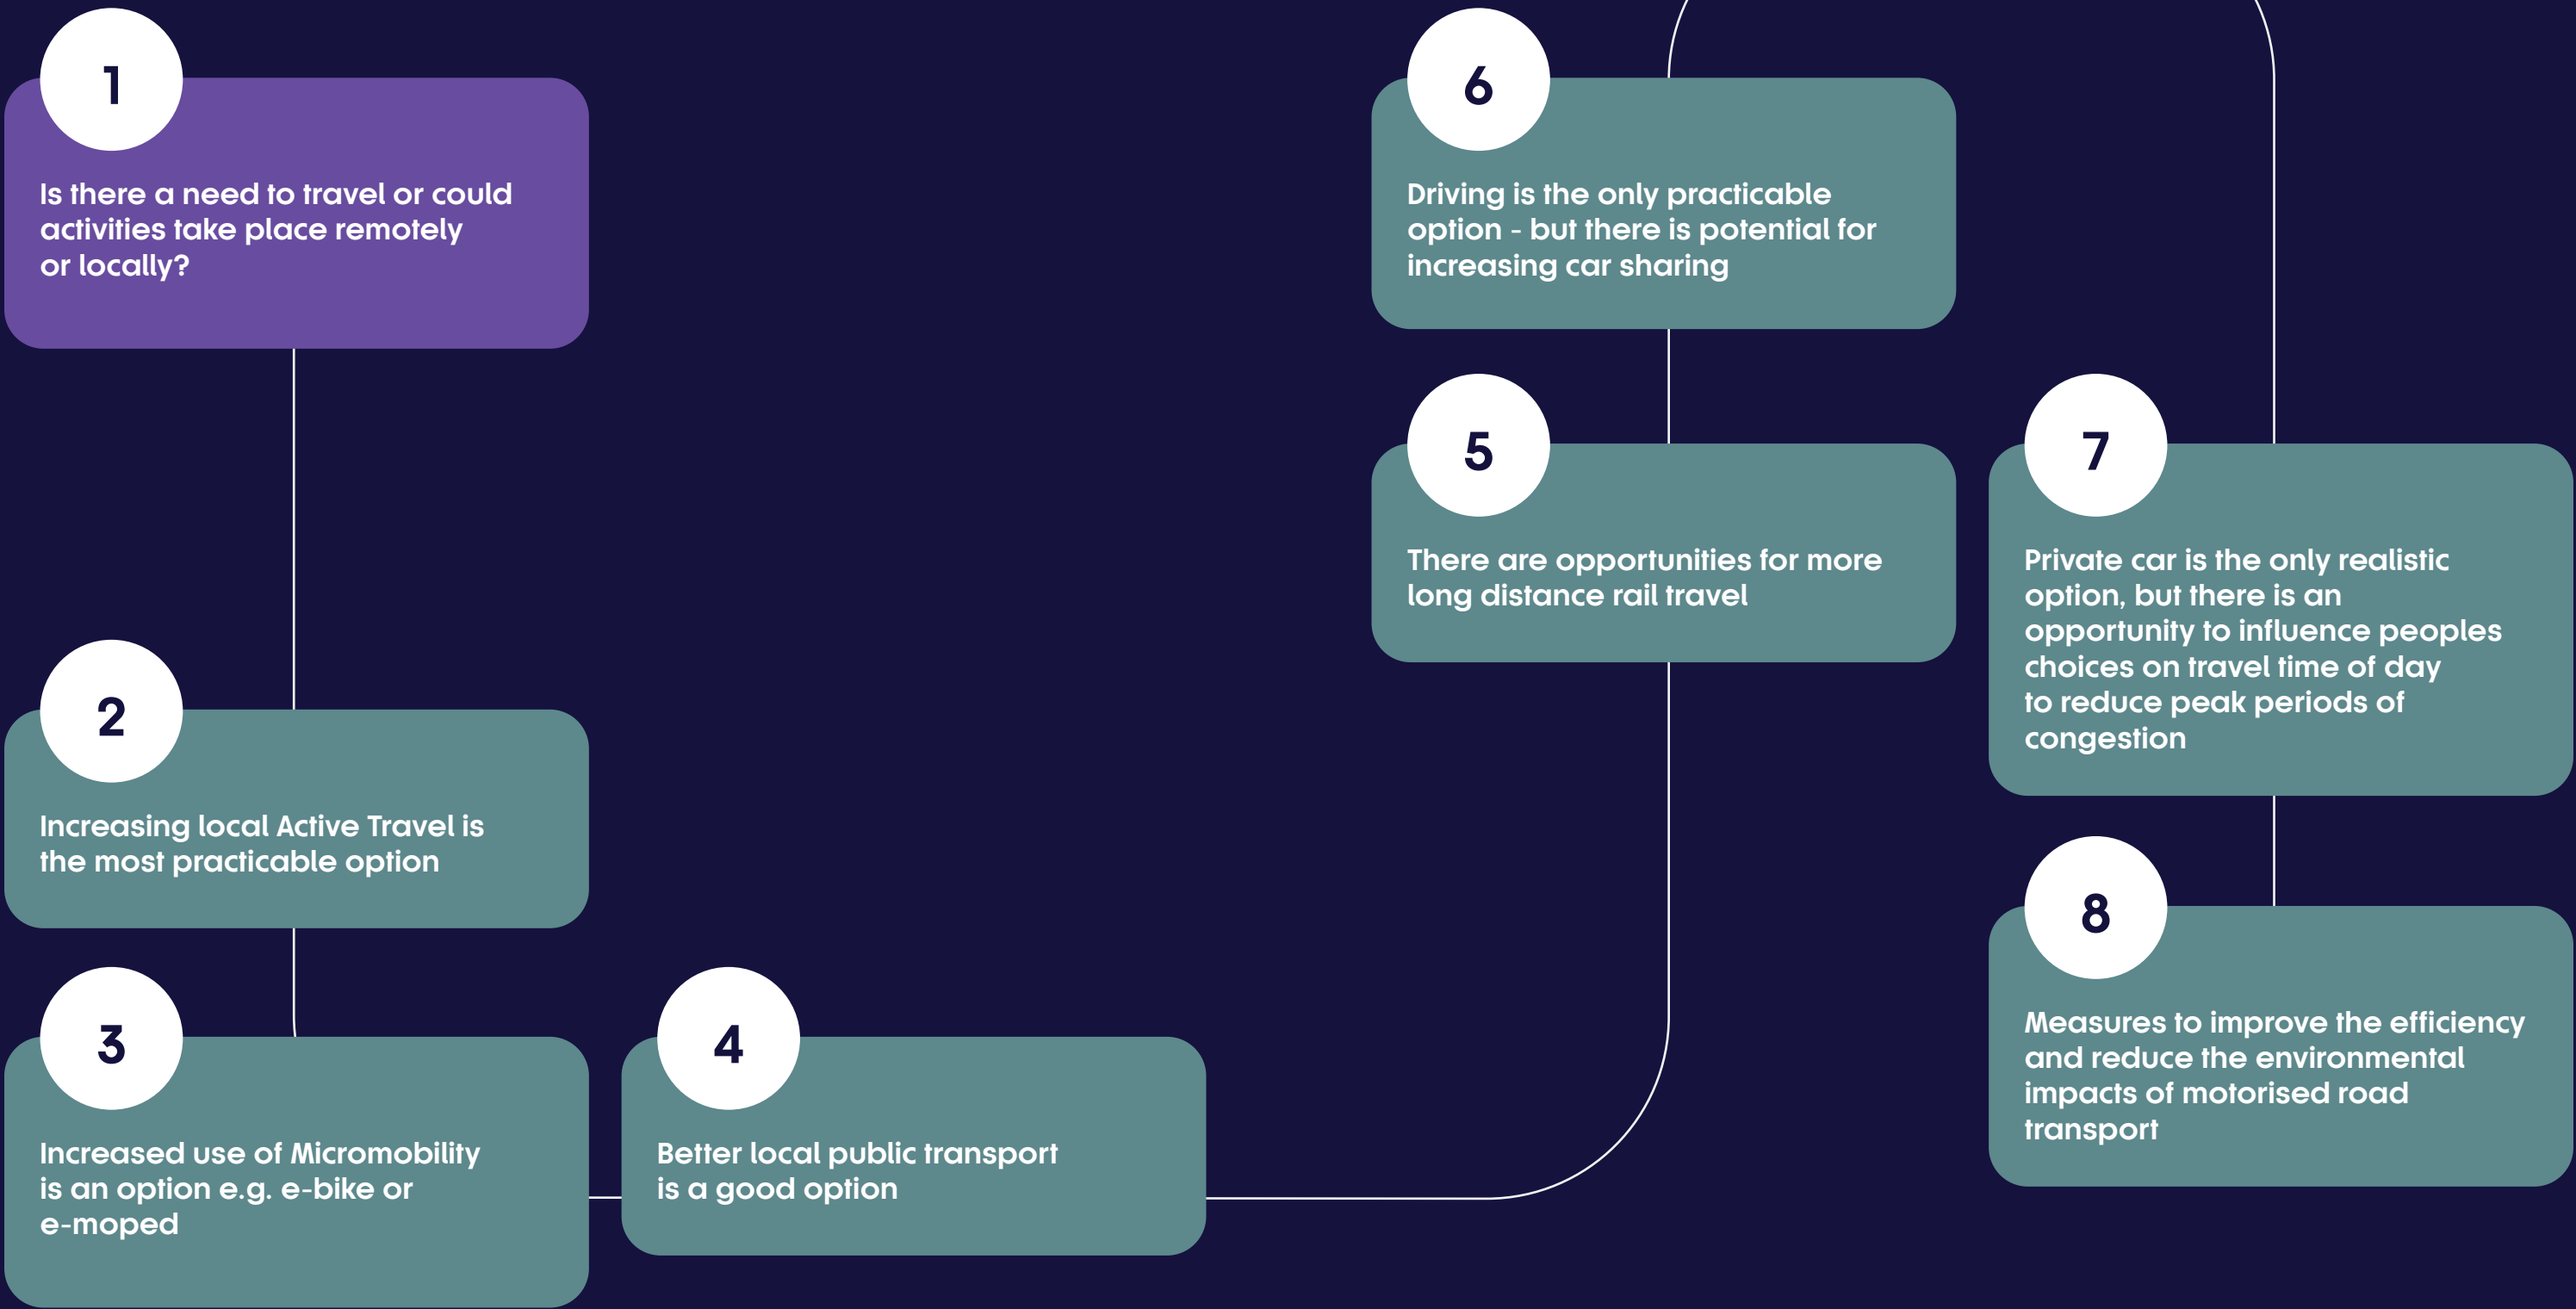 1
Is there a need to travel or could
activities take place remotely
or locally?
2
Increasing local Active Travel is
the most practicable option
3
Increased use of Micromobility
is an option e.g. e-bike or
e-moped
4
Better local public transport
is a good option
5
There are opportunities for more
long distance rail travel
6
Driving is the only practicable
option - but there is potential for
increasing car sharing
7
Private car is the only realistic
option, but there is an
opportunity to influence peoples
choices on travel time of day
to reduce peak periods of
congestion
8
Measures to improve the efficiency
and reduce the environmental
impacts of motorised road
transport